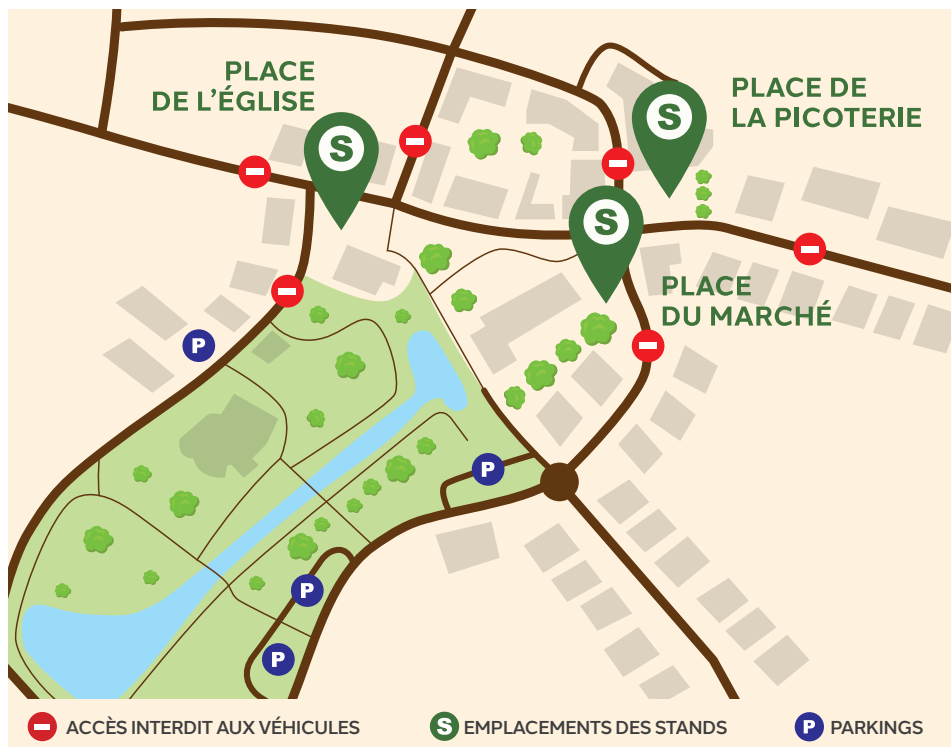 PLACE
DE L'ÉGLISE
S
PLACE DE
LA PICOTERIE
S
S
PLACE
DU MARCHÉ
P
P
P
P
ACCÈS INTERDIT AUX VÉHICULES
S EMPLACEMENTS DES STANDS
P PARKINGS